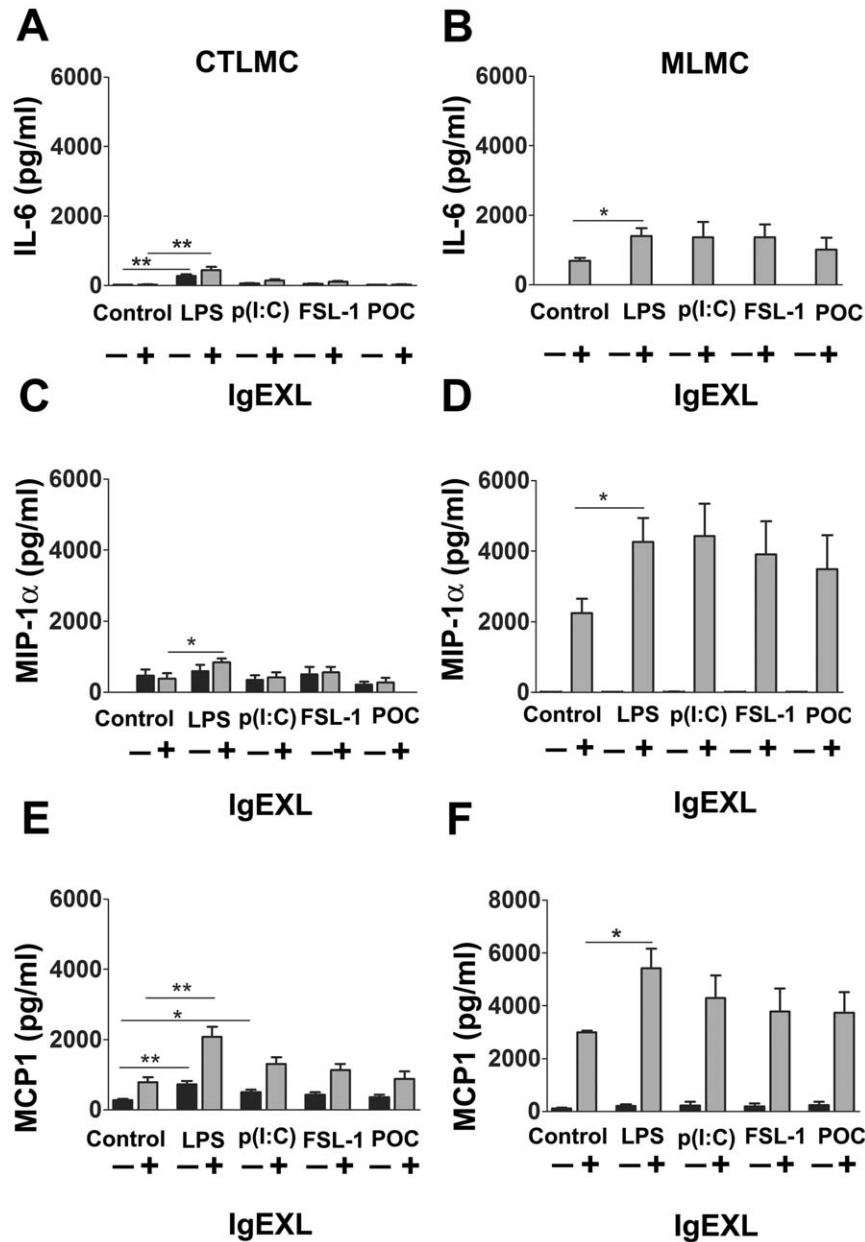 A
CTLMC
IL-6 (pg/ml)
6000
4000
2000
0
**
**
Control LPS p(I:C) FSL-1 POC
— + — + — + — + — +
IgEXL
B
MLMC
IL-6 (pg/ml)
6000
4000
2000
0
*
Control LPS p(I:C) FSL-1 POC
— + — + — + — + — +
IgEXL
C
MIP-1α (pg/ml)
6000
4000
2000
0
*
Control LPS p(I:C) FSL-1 POC
— + — + — + — + — +
IgEXL
D
MIP-1α (pg/ml)
6000
4000
2000
0
*
Control LPS p(I:C) FSL-1 POC
— + — + — + — + — +
IgEXL
E
MCP1 (pg/ml)
6000
4000
2000
0
**
*
**
Control LPS p(I:C) FSL-1 POC
— + — + — + — + — +
IgEXL
F
MCP1 (pg/ml)
8000
6000
4000
2000
0
*
Control LPS p(I:C) FSL-1 POC
— + — + — + — + — +
IgEXL